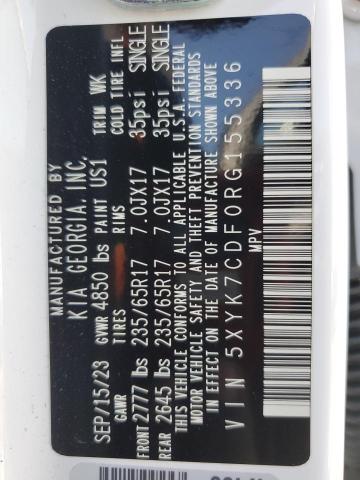 MANUFACTURED BY
KIA GEORGIA, INC.
SEP/15/23 GVWR 4850 lbs PAINT US1 TRIM WK
GAWR TIRES RIMS COLD TIRE INFL
FRONT 2777 lbs 235/65R17 7.0JX17 35psi SINGLE
REAR 2645 lbs 235/65R17 7.0JX17 35psi SINGLE
THIS VEHICLE CONFORMS TO ALL APPLICABLE U.S.A. FEDERAL
MOTOR VEHICLE SAFETY AND THEFT PREVENTION STANDARDS
IN EFFECT ON THE DATE OF MANUFACTURE SHOWN ABOVE
VIN 5XYK7CDF0RG155336
MPV